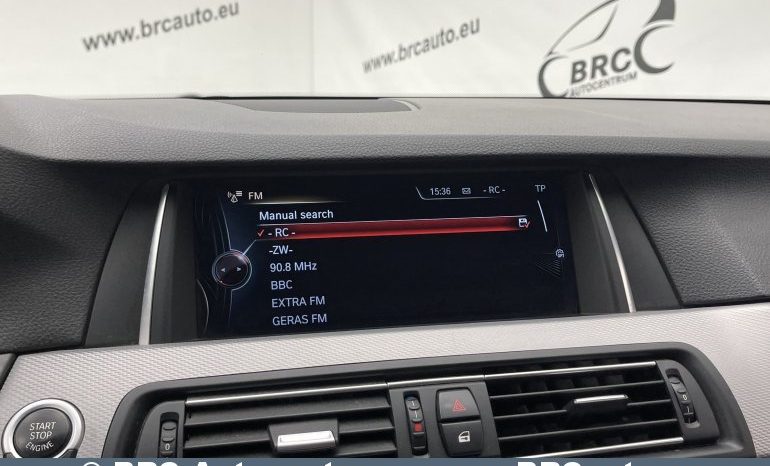 www.brcauto.eu
www.brcauto.eu
BRC
AUTOCENTRUM
FM
15:36
- RC -
TP
Manual search
- RC -
-ZW-
90.8 MHz
BBC
EXTRA FM
GERAS FM
START
STOP
ENGINE